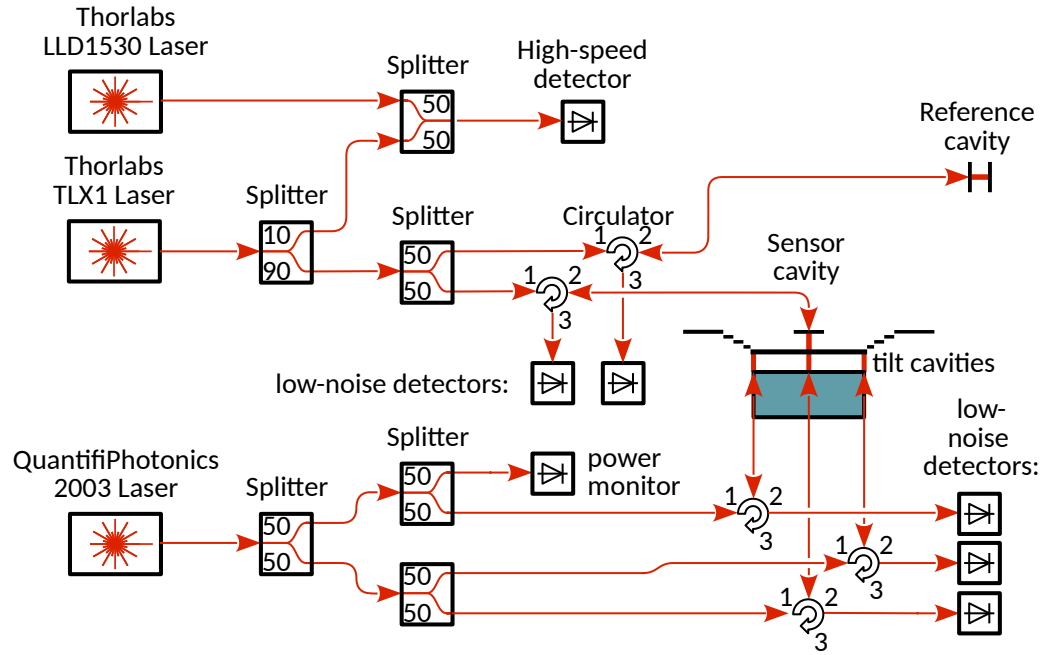 Thorlabs
LLD1530 Laser
Splitter
50
50
High-speed
detector
Reference
cavity
Thorlabs
TLX1 Laser
Splitter
10
90
Splitter
50
50
Circulator
1 2
3
1 2
3
Sensor
cavity
low-noise detectors:
tilt cavities
low-
noise
detectors:
QuantifiPhotonics
2003 Laser
Splitter
50
50
Splitter
50
50
power
monitor
1 2
3
50
50
1 2
3
1 2
3